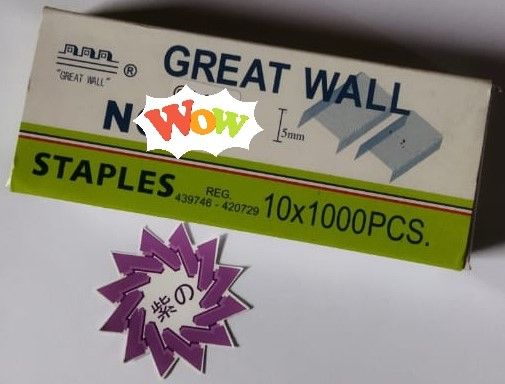 "GREAT WALL" ®
GREAT WALL
WOW
5mm
STAPLES
REG.
439746 - 420729
10x1000PCS.
紫の